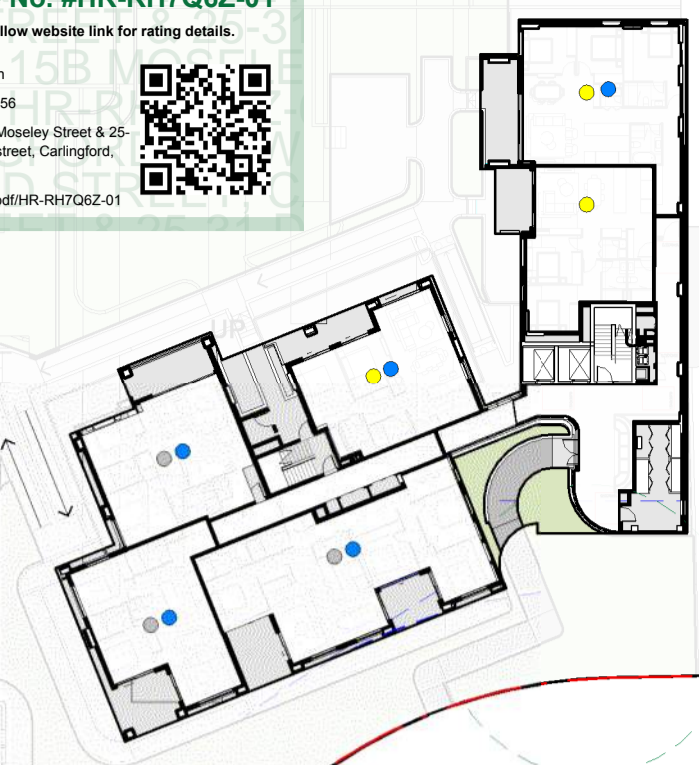 No. #HR-RH7Q6Z-01
llow website link for rating details.
n
56
Moseley Street & 25-
street, Carlingford,
pdf/HR-RH7Q6Z-01
UP